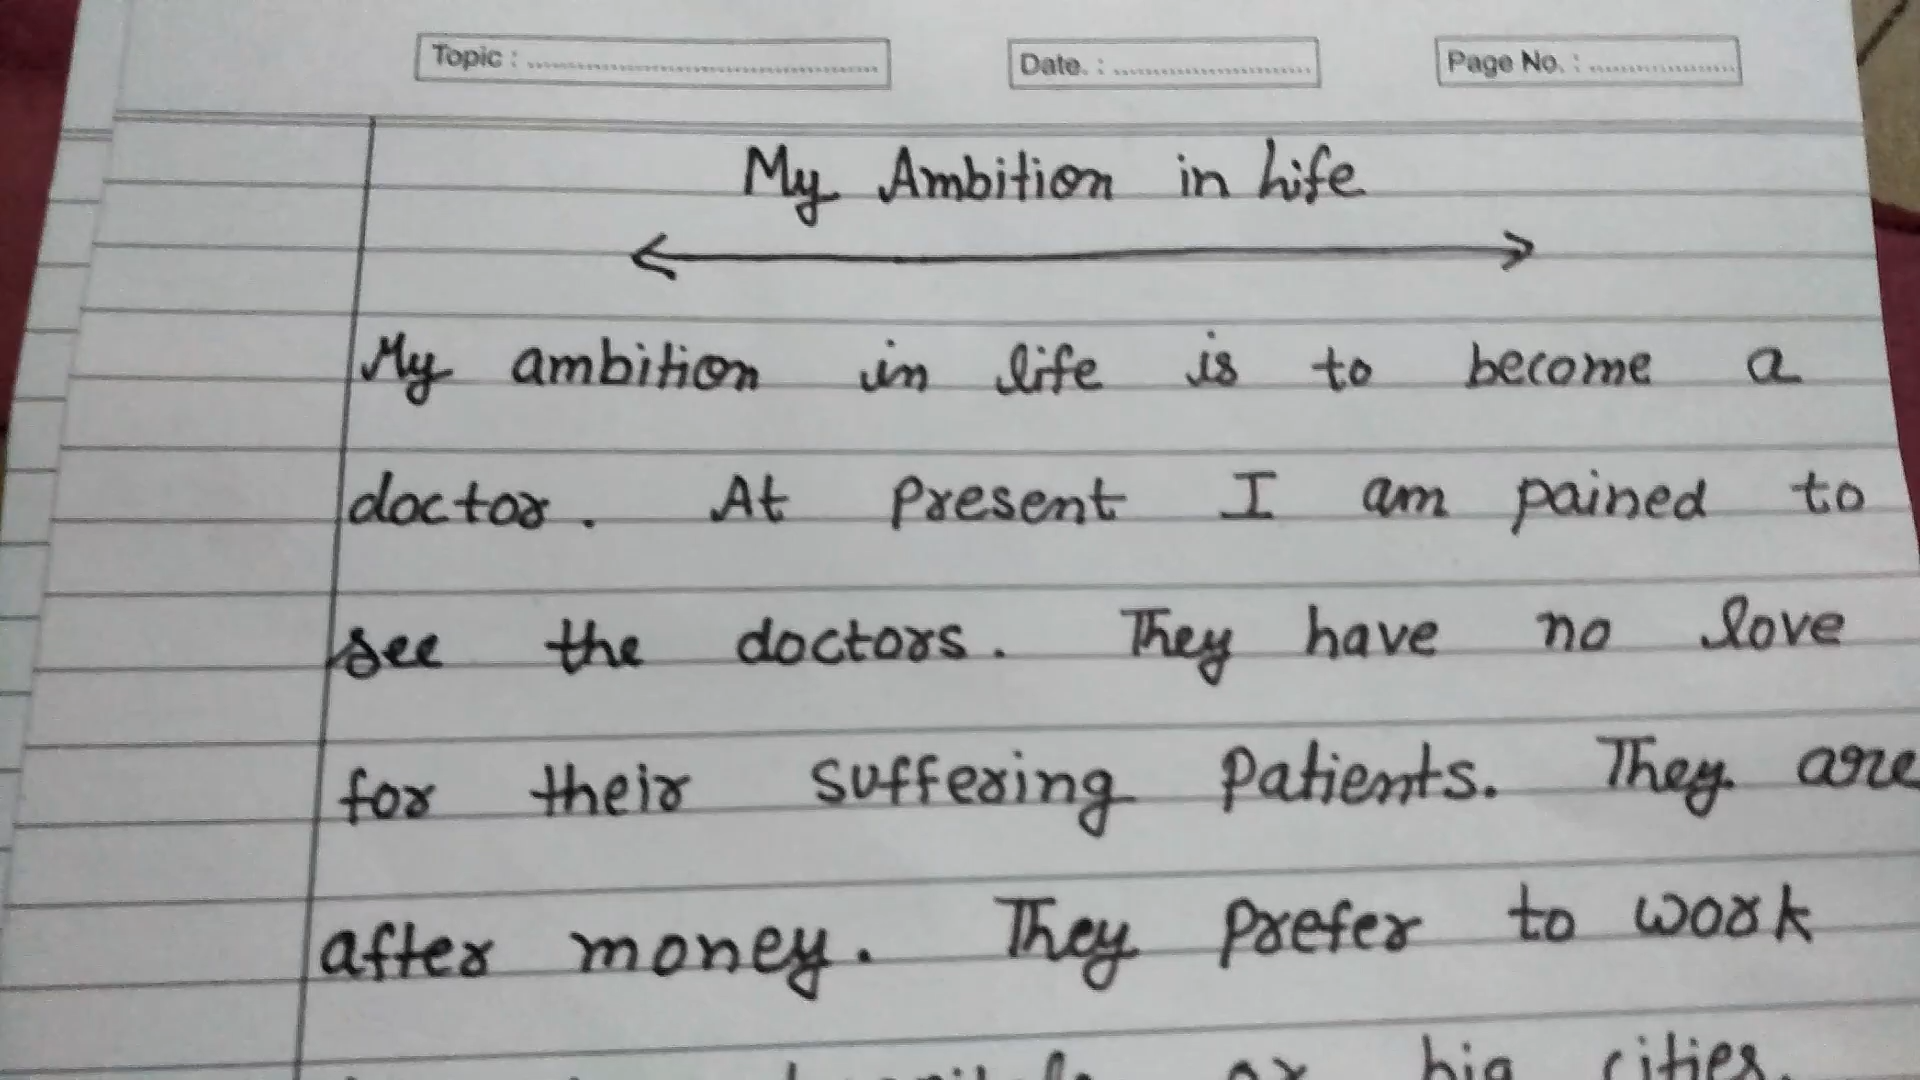 Topic : Date. : Page No. :
My Ambition in Life
My ambition in life is to become a
doctor. At present I am pained to
see the doctors. They have no love
for their suffering patients. They are
after money. They prefer to work
or big cities.